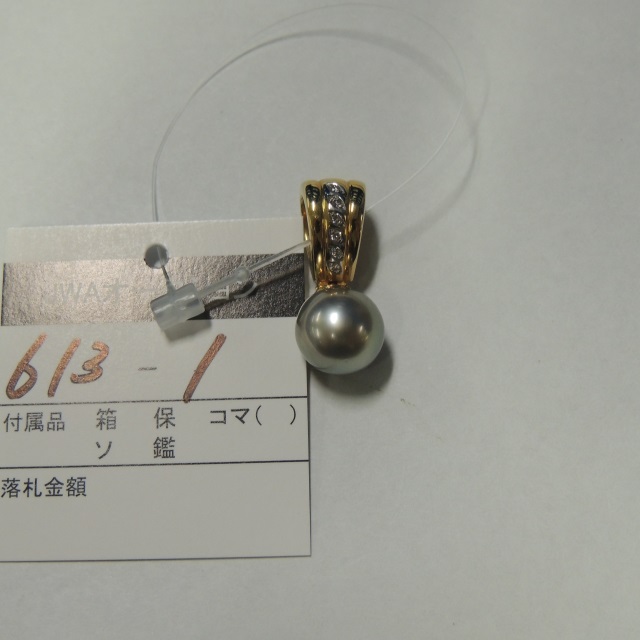 613 - 1
付属品 箱 保 コマ( )
ソ 鑑
落札金額